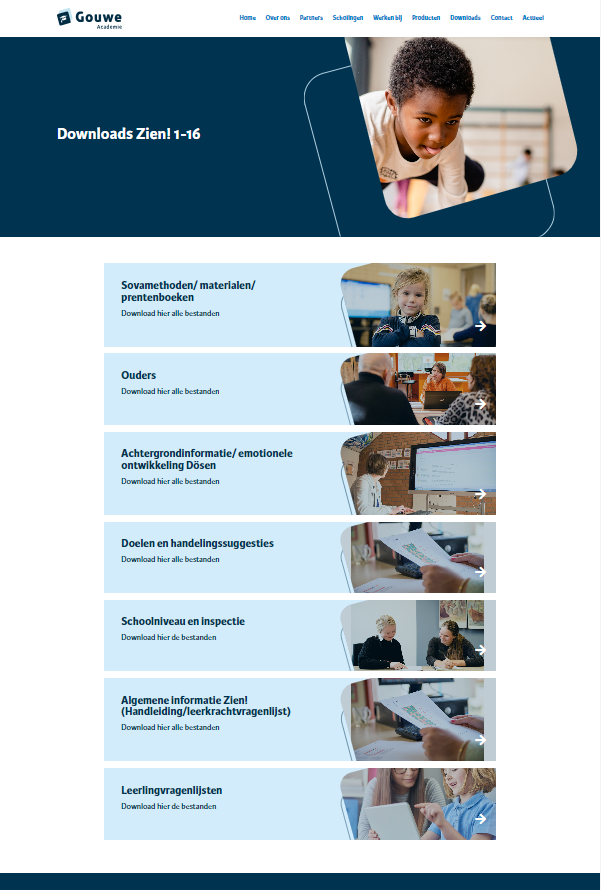 Gouwe
Academie
Home Over ons Partners Scholingen Werken bij Producten Downloads Contact Actueel
Downloads Zien! 1-16
Sovamethoden/ materialen/
prentenboeken
Download hier alle bestanden
Ouders
Download hier alle bestanden
Achtergrondinformatie/ emotionele
ontwikkeling Dösen
Download hier alle bestanden
Doelen en handelingssuggesties
Download hier alle bestanden
Schoolniveau en inspectie
Download hier de bestanden
Algemene informatie Zien!
(Handleiding/leerkrachtvragenlijst)
Download hier alle bestanden
Leerlingvragenlijsten
Download hier de bestanden